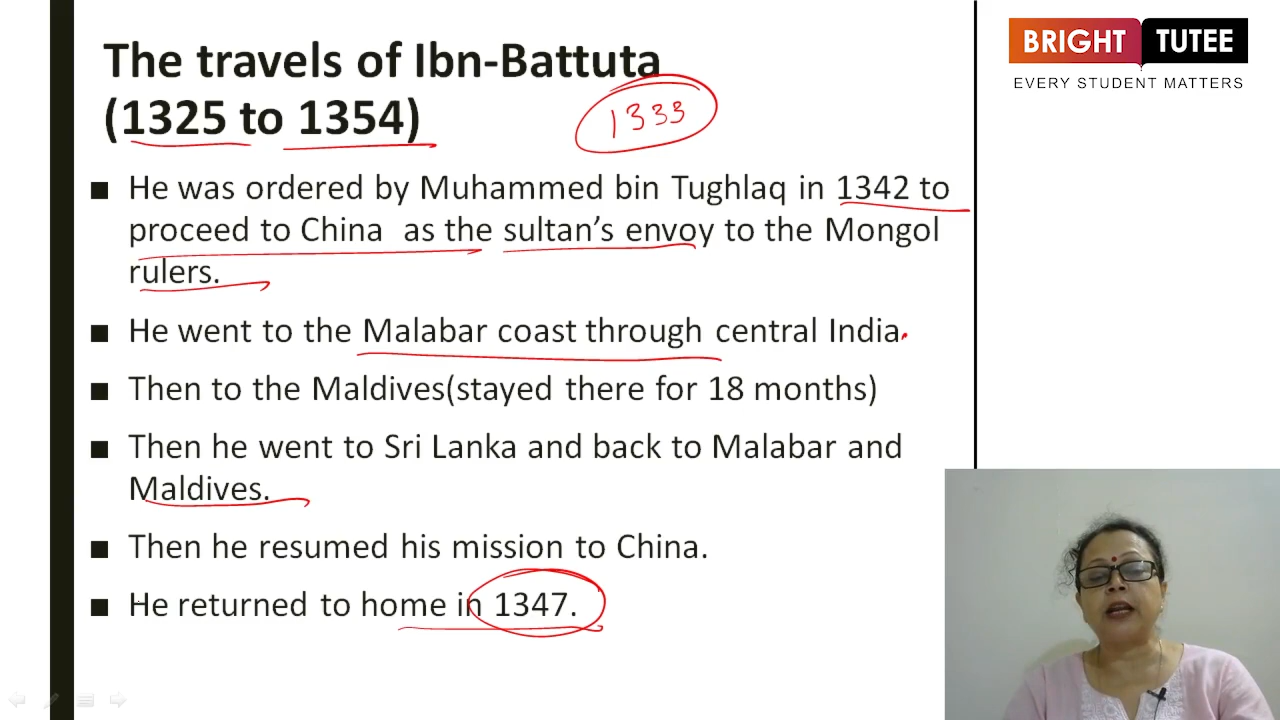 The travels of Ibn-Battuta
(1325 to 1354)
1333
■ He was ordered by Muhammed bin Tughlaq in 1342 to
proceed to China as the sultan’s envoy to the Mongol
rulers.
■ He went to the Malabar coast through central India.
■ Then to the Maldives(stayed there for 18 months)
■ Then he went to Sri Lanka and back to Malabar and
Maldives.
■ Then he resumed his mission to China.
■ He returned to home in 1347.
BRIGHT TUTEE
EVERY STUDENT MATTERS